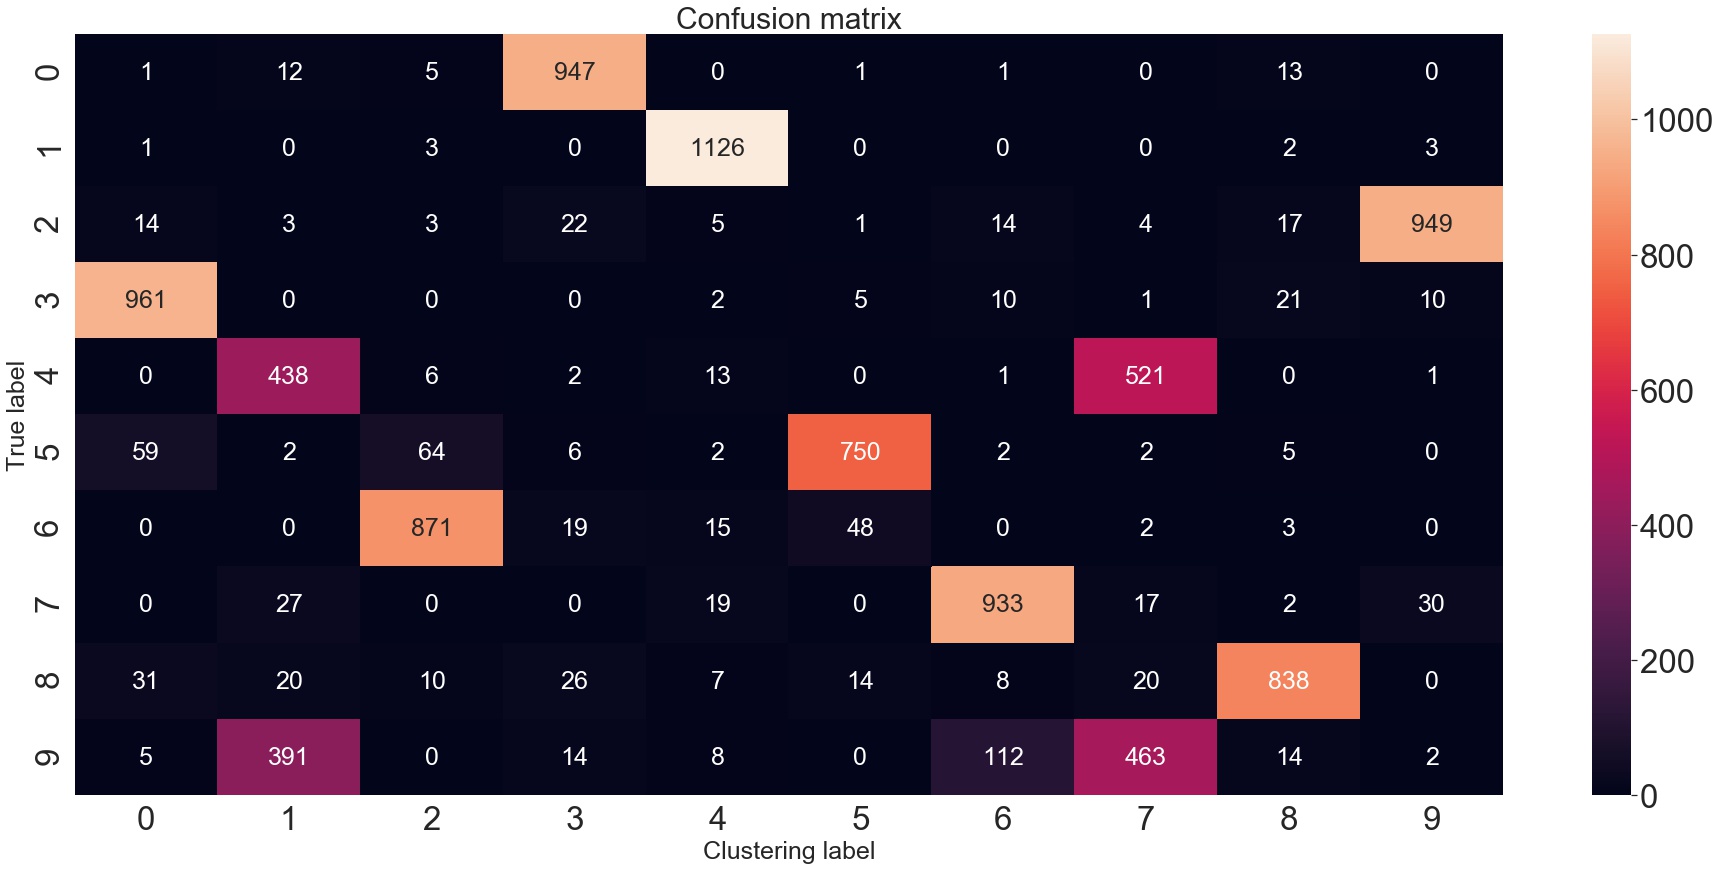 Confusion matrix
0 1 12 5 947 0 1 1 0 13 0
1 1 0 3 0 1126 0 0 0 2 3
2 14 3 3 22 5 1 14 4 17 949
3 961 0 0 0 2 5 10 1 21 10
4 0 438 6 2 13 0 1 521 0 1
5 59 2 64 6 2 750 2 2 5 0
6 0 0 871 19 15 48 0 2 3 0
7 0 27 0 0 19 0 933 17 2 30
8 31 20 10 26 7 14 8 20 838 0
9 5 391 0 14 8 0 112 463 14 2
0 1 2 3 4 5 6 7 8 9
True label
Clustering label
1000
800
600
400
200
0